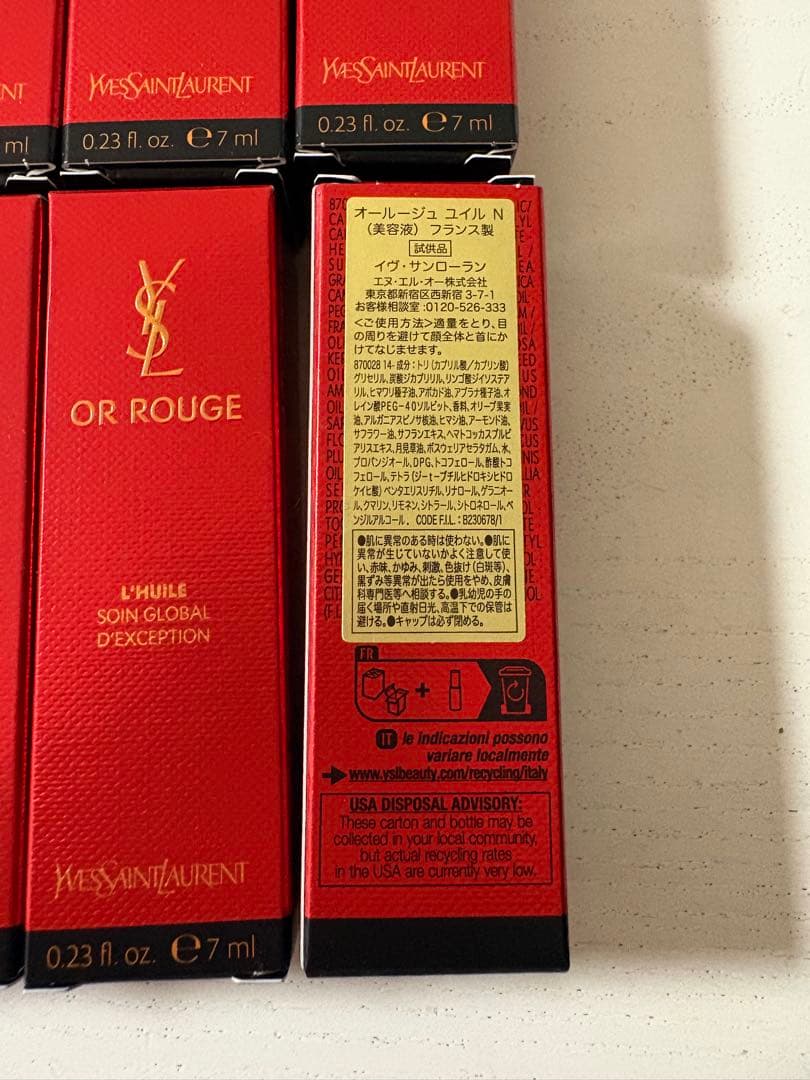 NT
YVESSAINTLAURENT
YVESSAINTLAURENT
ml
0.23 fl. oz. ℮ 7 ml
0.23 fl. oz. ℮ 7 ml
YSL
OR ROUGE
L'HUILE
SOIN GLOBAL
D'EXCEPTION
YVESSAINTLAURENT
0.23 fl. oz. ℮ 7 ml
オールージュ ユイル N
(美容液) フランス製
試供品
イヴ・サンローラン
エヌ・エル・オー株式会社
東京都新宿区西新宿 3-7-1
お客様相談室:0120-526-333
<ご使用方法>適量をとり、目
の周りを避けて顔全体と首にか
けてなじませます。
870028 14- 成分:トリ(カプリル酸/カプリン酸)
グリセリル、炭酸ジカプリリル、リンゴ酸ジイソステア
リル、ヒマワリ種子油、アボカド油、アブラナ種子油、オ
レイン酸PEG-40ソルビット、香料、オリーブ果実
油、アルガニアスピノサ核油、ヒマシ油、アーモンド油、
サフラワー油、サフランエキス、ヘマトコッカスプルビ
アリスエキス、月見草油、ボスウェリアセラタガム、水、
プロパンジオール、DPG、トコフェロール、酢酸トコ
フェロール、テトラ(ジーtーブチルヒドロキシヒドロ
ケイヒ酸)ペンタエリスリチル、リナロール、ゲラニオー
ル、クマリン、リモネン、シトラール、シトロネロール、ベ
ンジルアルコール. CODE F.I.L. : B230678/1
●肌に異常のある時は使わない。●肌に
異常が生じていないかよく注意して使
い、赤味、かゆみ、刺激、色抜け(白斑等)、
黒ずみ等異常が出たら使用をやめ、皮膚
科専門医等へ相談する。●乳幼児の手の
届く場所や直射日光、高温下での保管は
避ける。●キャップは必ず閉める。
FR
IT le indicazioni possono
variare localmente
www.yslbeauty.com/recycling/italy
USA DISPOSAL ADVISORY:
These carton and bottle may be
collected in your local community,
but actual recycling rates
in the USA are currently very low.